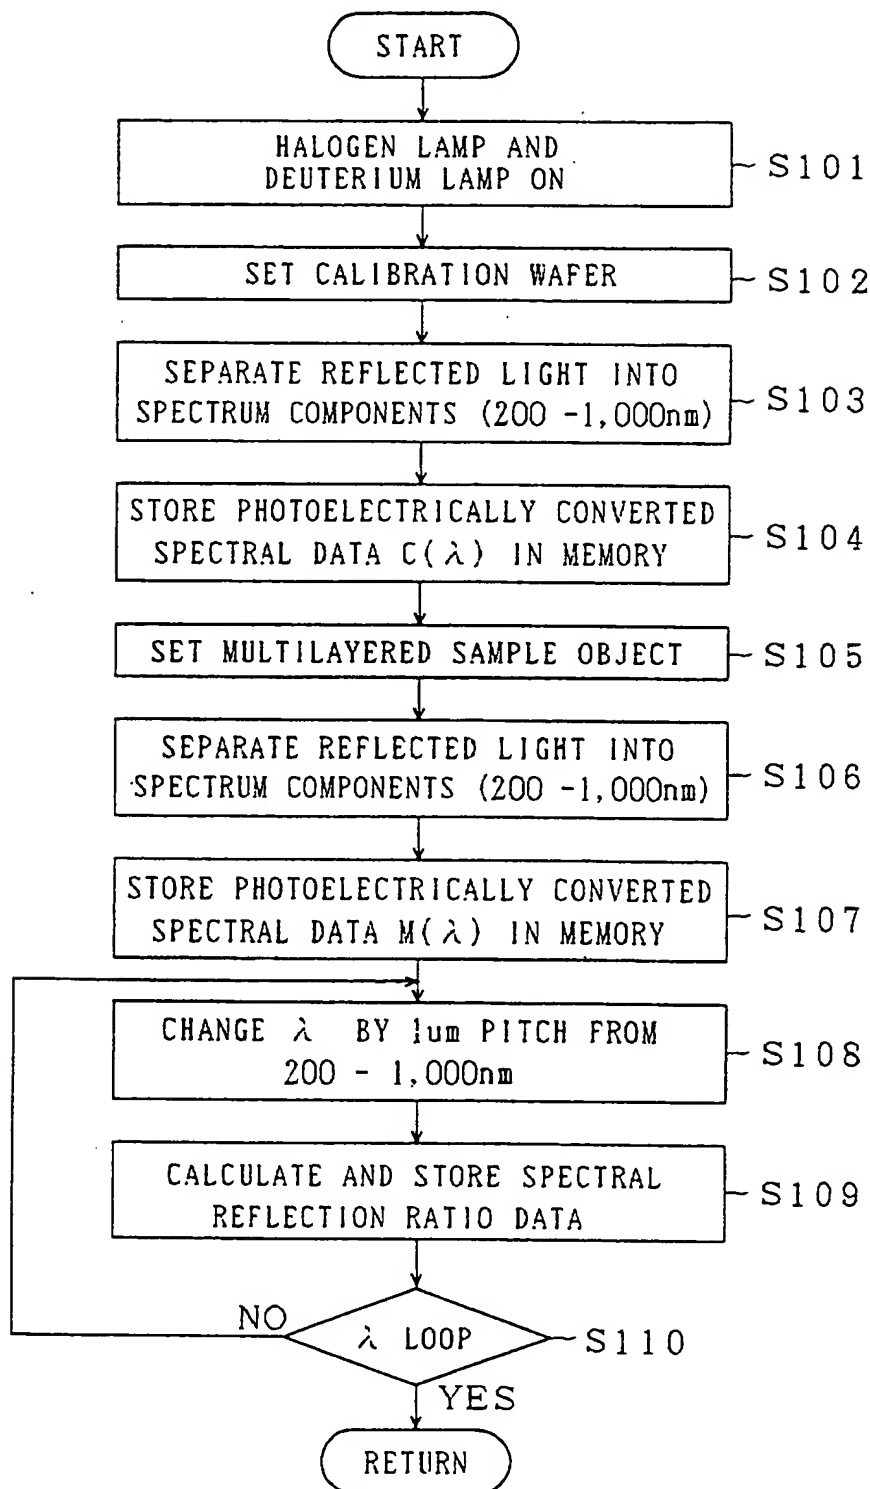 START
HALOGEN LAMP AND
DEUTERIUM LAMP ON
S101
SET CALIBRATION WAFER
S102
SEPARATE REFLECTED LIGHT INTO
SPECTRUM COMPONENTS (200 -1,000nm)
S103
STORE PHOTOELECTRICALLY CONVERTED
SPECTRAL DATA C(λ) IN MEMORY
S104
SET MULTILAYERED SAMPLE OBJECT
S105
SEPARATE REFLECTED LIGHT INTO
SPECTRUM COMPONENTS (200 -1,000nm)
S106
STORE PHOTOELECTRICALLY CONVERTED
SPECTRAL DATA M(λ) IN MEMORY
S107
CHANGE λ BY 1um PITCH FROM
200 - 1,000nm
S108
CALCULATE AND STORE SPECTRAL
REFLECTION RATIO DATA
S109
NO
λ LOOP
S110
YES
RETURN